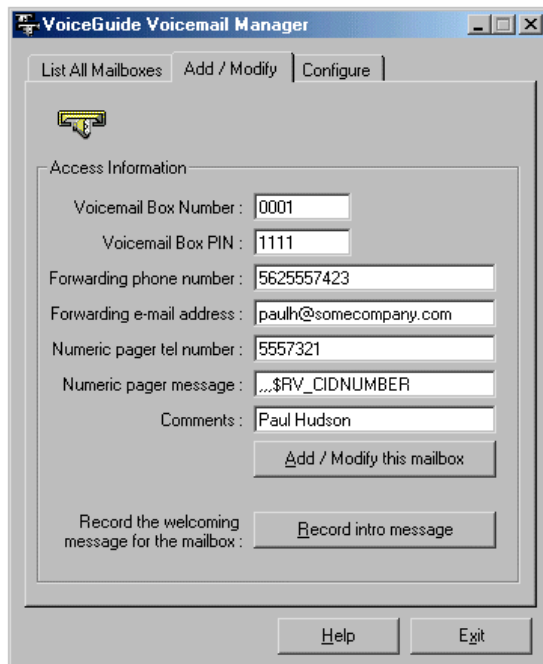 VoiceGuide Voicemail Manager
List All Mailboxes Add / Modify Configure
Access Information
Voicemail Box Number : 0001
Voicemail Box PIN : 1111
Forwarding phone number : 5625557423
Forwarding e-mail address : paulh@somecompany.com
Numeric pager tel number : 5557321
Numeric pager message : ,,,$RV_CIDNUMBER
Comments : Paul Hudson
Add / Modify this mailbox
Record the welcoming
message for the mailbox : Record intro message
Help Exit